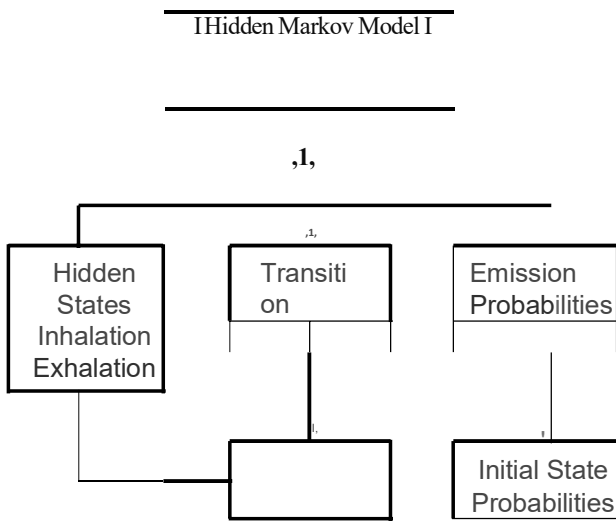 I Hidden Markov Model I
,1,
,1,
Hidden
States
Inhalation
Exhalation
Transiti
on
Emission
Probabilities
l,
Initial State
Probabilities